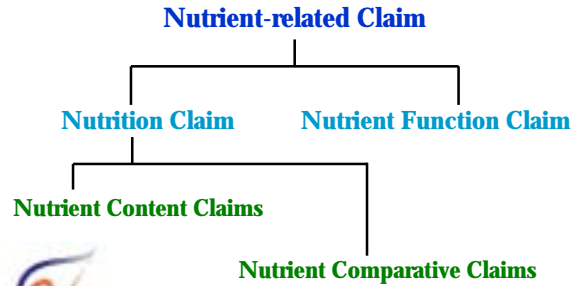 Nutrient-related Claim
Nutrition Claim
Nutrient Function Claim
Nutrient Content Claims
Nutrient Comparative Claims